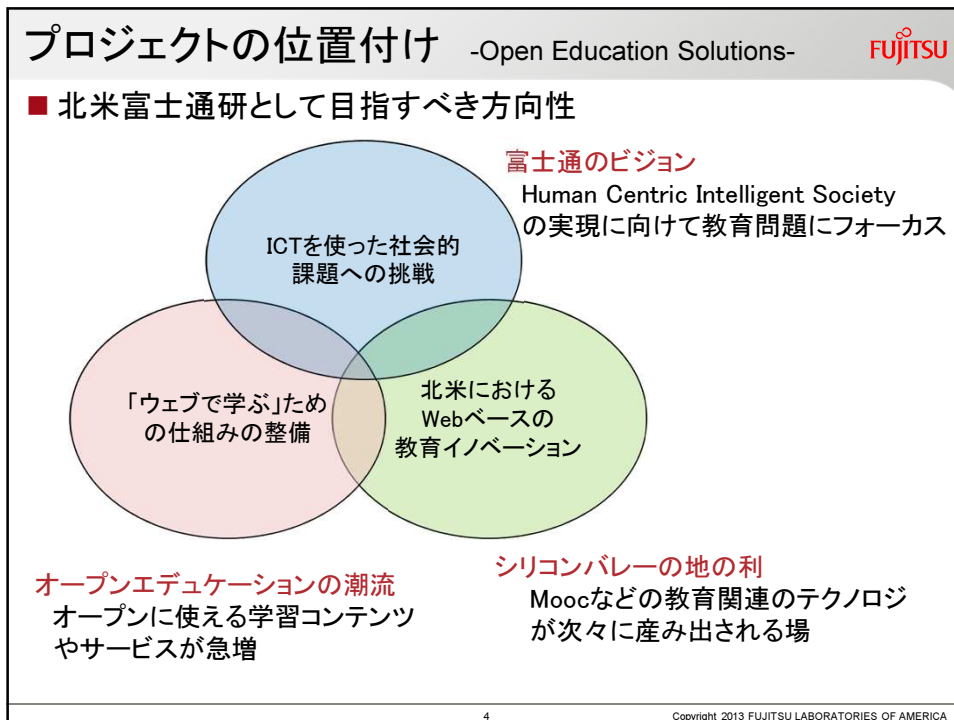 プロジェクトの位置付け -Open Education Solutions-
FUJITSU
■ 北米富士通研として目指すべき方向性
富士通のビジョン
Human Centric Intelligent Society
の実現に向けて教育問題にフォーカス
ICTを使った社会的
課題への挑戦
「ウェブで学ぶ」ため
の仕組みの整備
北米における
Webベースの
教育イノベーション
オープンエデュケーションの潮流
オープンに使える学習コンテンツ
やサービスが急増
シリコンバレーの地の利
Moocなどの教育関連のテクノロジ
が次々に産み出される場
4
Copyright 2013 FUJITSU LABORATORIES OF AMERICA